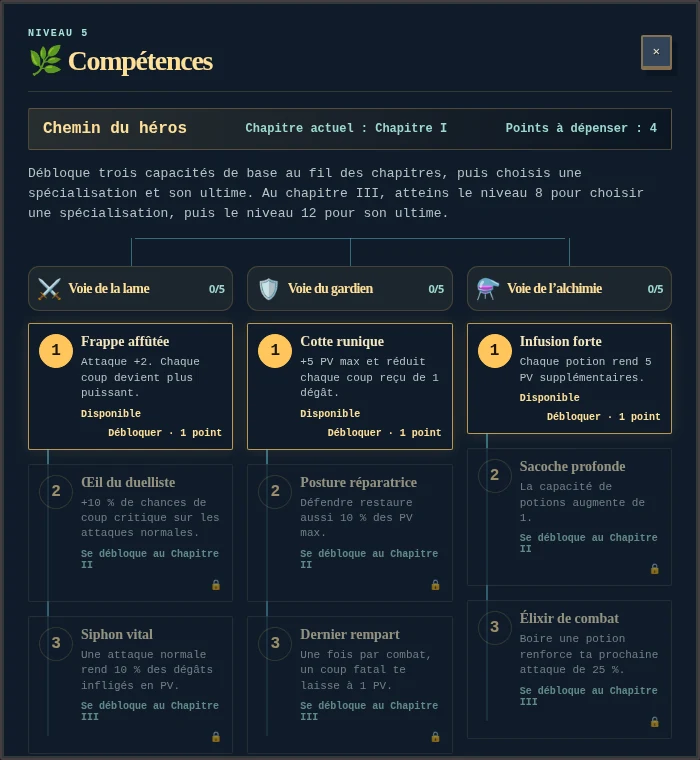 NIVEAU 5
🌿 Compétences
×
Chemin du héros
Chapitre actuel : Chapitre I
Points à dépenser : 4
Débloque trois capacités de base au fil des chapitres, puis choisis une
spécialisation et son ultime. Au chapitre III, atteins le niveau 8 pour choisir
une spécialisation, puis le niveau 12 pour son ultime.
⚔️ Voie de la lame 0/5
1
Frappe affûtée
Attaque +2. Chaque
coup devient plus
puissant.
Disponible
Débloquer · 1 point
2
Œil du duelliste
+10 % de chances de
coup critique sur les
attaques normales.
Se débloque au Chapitre
II
🔒
3
Siphon vital
Une attaque normale
rend 10 % des dégâts
infligés en PV.
Se débloque au Chapitre
III
🔒
🛡️ Voie du gardien 0/5
1
Cotte runique
+5 PV max et réduit
chaque coup reçu de 1
dégât.
Disponible
Débloquer · 1 point
2
Posture réparatrice
Défendre restaure
aussi 10 % des PV
max.
Se débloque au Chapitre
II
🔒
3
Dernier rempart
Une fois par combat,
un coup fatal te
laisse à 1 PV.
Se débloque au Chapitre
III
🔒
⚗️ Voie de l’alchimie 0/5
1
Infusion forte
Chaque potion rend 5
PV supplémentaires.
Disponible
Débloquer · 1 point
2
Sacoche profonde
La capacité de
potions augmente de
1.
Se débloque au Chapitre
II
🔒
3
Élixir de combat
Boire une potion
renforce ta prochaine
attaque de 25 %.
Se débloque au Chapitre
III
🔒